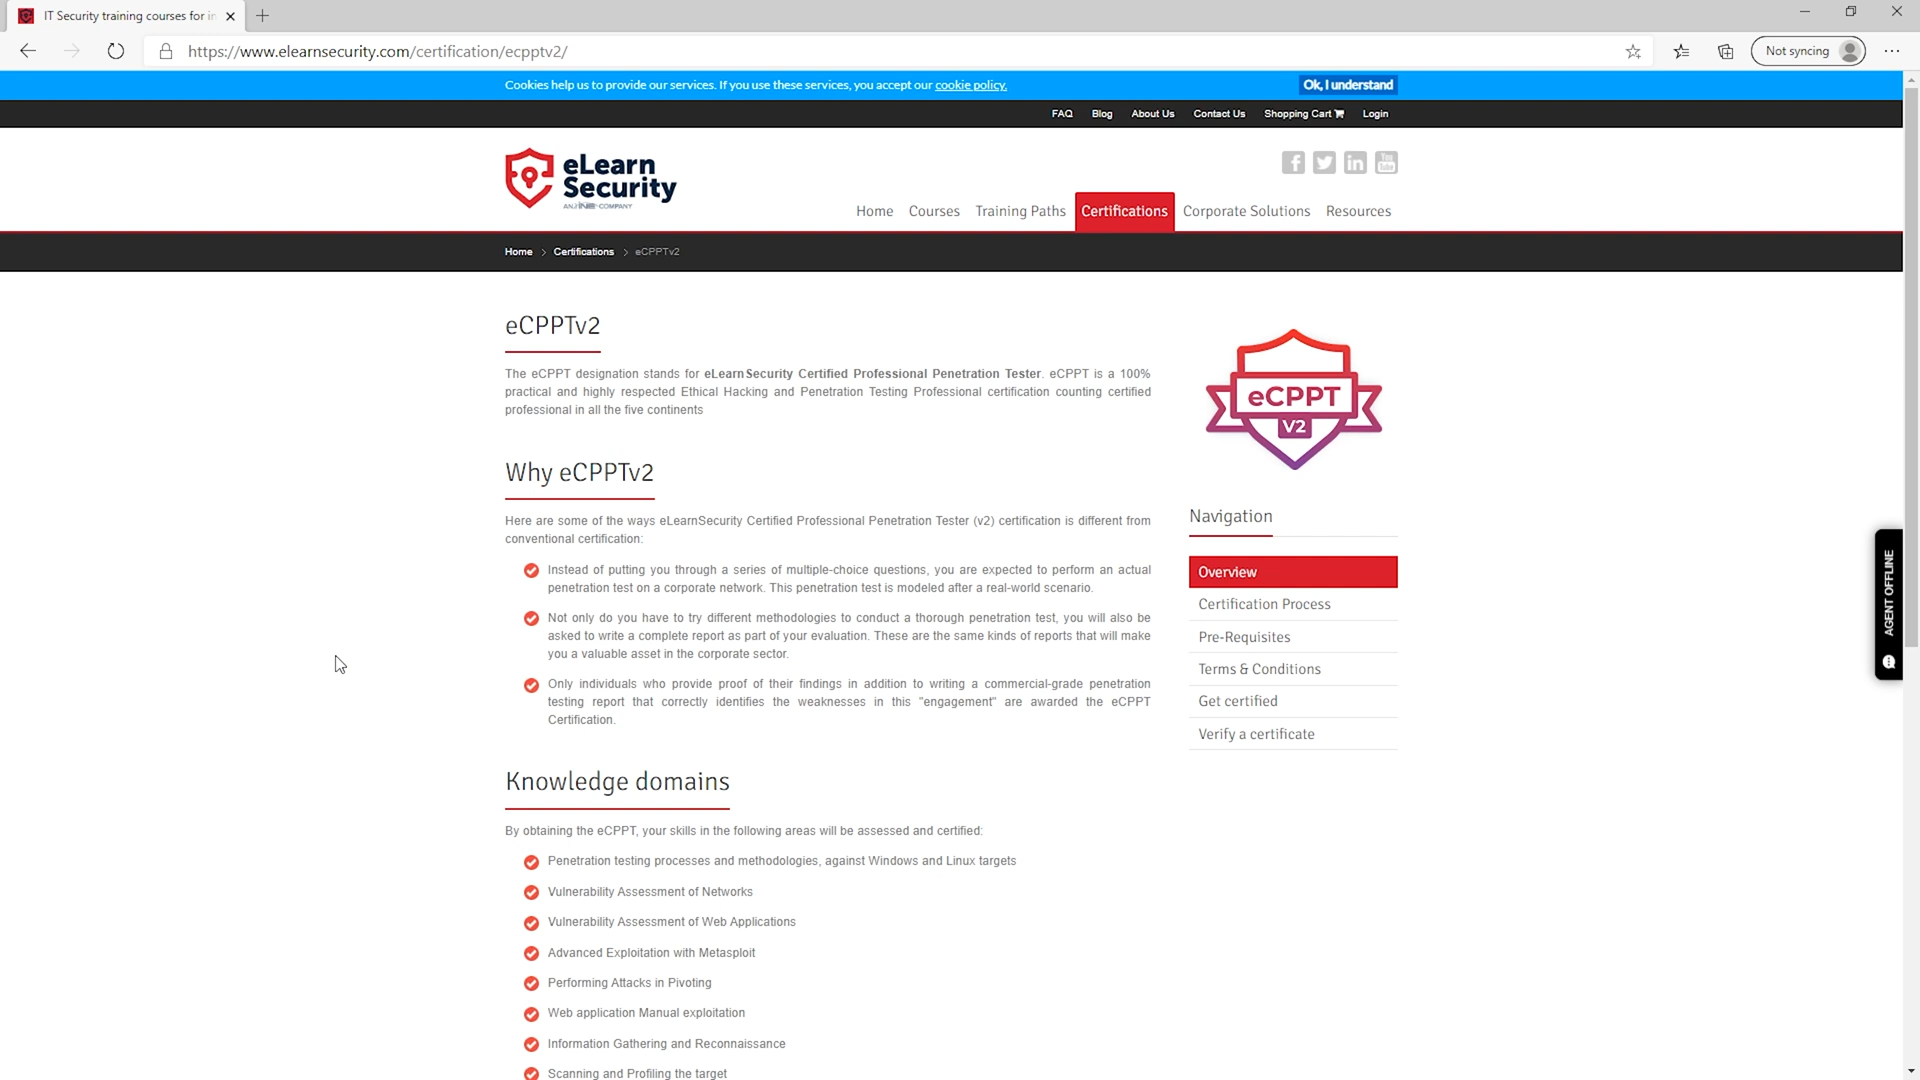 IT Security training courses for in
https://www.elearnsecurity.com/certification/ecpptv2/
Not syncing
Cookies help us to provide our services. If you use these services, you accept our cookie policy.
Ok, I understand
FAQ Blog About Us Contact Us Shopping Cart Login
eLearn
Security
AN INE COMPANY
Home Courses Training Paths Certifications Corporate Solutions Resources
Home > Certifications > eCPPTv2
eCPPTv2
The eCPPT designation stands for eLearnSecurity Certified Professional Penetration Tester. eCPPT is a 100%
practical and highly respected Ethical Hacking and Penetration Testing Professional certification counting certified
professional in all the five continents
eCPPT
V2
Why eCPPTv2
Here are some of the ways eLearnSecurity Certified Professional Penetration Tester (v2) certification is different from
conventional certification:
Instead of putting you through a series of multiple-choice questions, you are expected to perform an actual
penetration test on a corporate network. This penetration test is modeled after a real-world scenario.
Not only do you have to try different methodologies to conduct a thorough penetration test, you will also be
asked to write a complete report as part of your evaluation. These are the same kinds of reports that will make
you a valuable asset in the corporate sector.
Only individuals who provide proof of their findings in addition to writing a commercial-grade penetration
testing report that correctly identifies the weaknesses in this "engagement" are awarded the eCPPT
Certification.
Navigation
Overview
Certification Process
Pre-Requisites
Terms & Conditions
Get certified
Verify a certificate
AGENT OFFLINE
Knowledge domains
By obtaining the eCPPT, your skills in the following areas will be assessed and certified:
Penetration testing processes and methodologies, against Windows and Linux targets
Vulnerability Assessment of Networks
Vulnerability Assessment of Web Applications
Advanced Exploitation with Metasploit
Performing Attacks in Pivoting
Web application Manual exploitation
Information Gathering and Reconnaissance
Scanning and Profiling the target